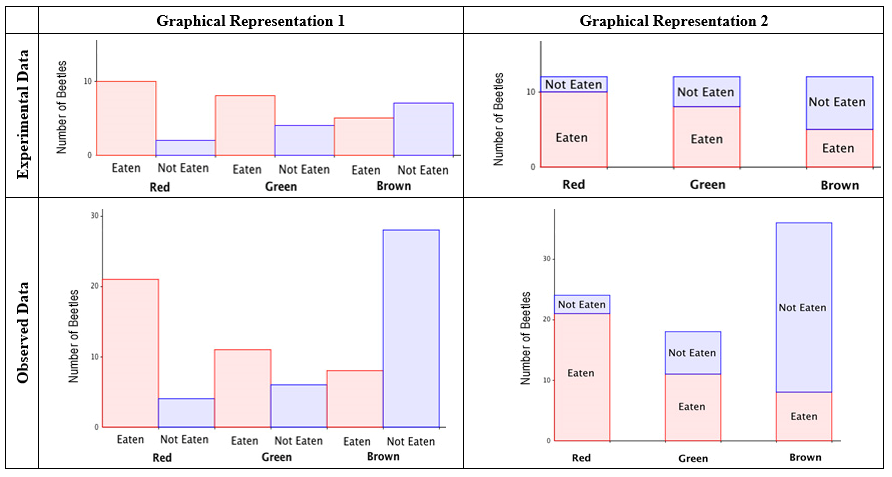 Graphical Representation 1
Graphical Representation 2
Experimental Data
Number of Beetles
10
0
Eaten
Not Eaten
Eaten
Not Eaten
Eaten
Not Eaten
Red
Green
Brown
Number of Beetles
10
0
Not Eaten
Eaten
Not Eaten
Eaten
Not Eaten
Eaten
Red
Green
Brown
Observed Data
Number of Beetles
30
20
10
0
Eaten
Not Eaten
Eaten
Not Eaten
Eaten
Not Eaten
Red
Green
Brown
Number of Beetles
30
20
10
0
Not Eaten
Eaten
Not Eaten
Eaten
Not Eaten
Eaten
Red
Green
Brown